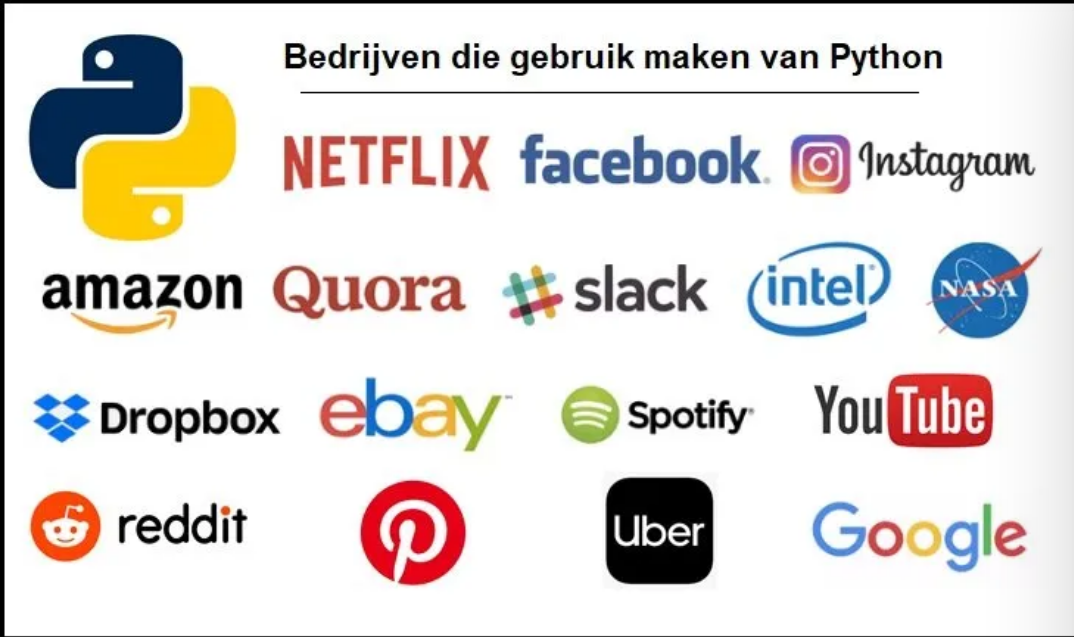 Bedrijven die gebruik maken van Python
NETFLIX facebook. Instagram
amazon Quora slack intel NASA
Dropbox ebay Spotify YouTube
reddit Uber Google